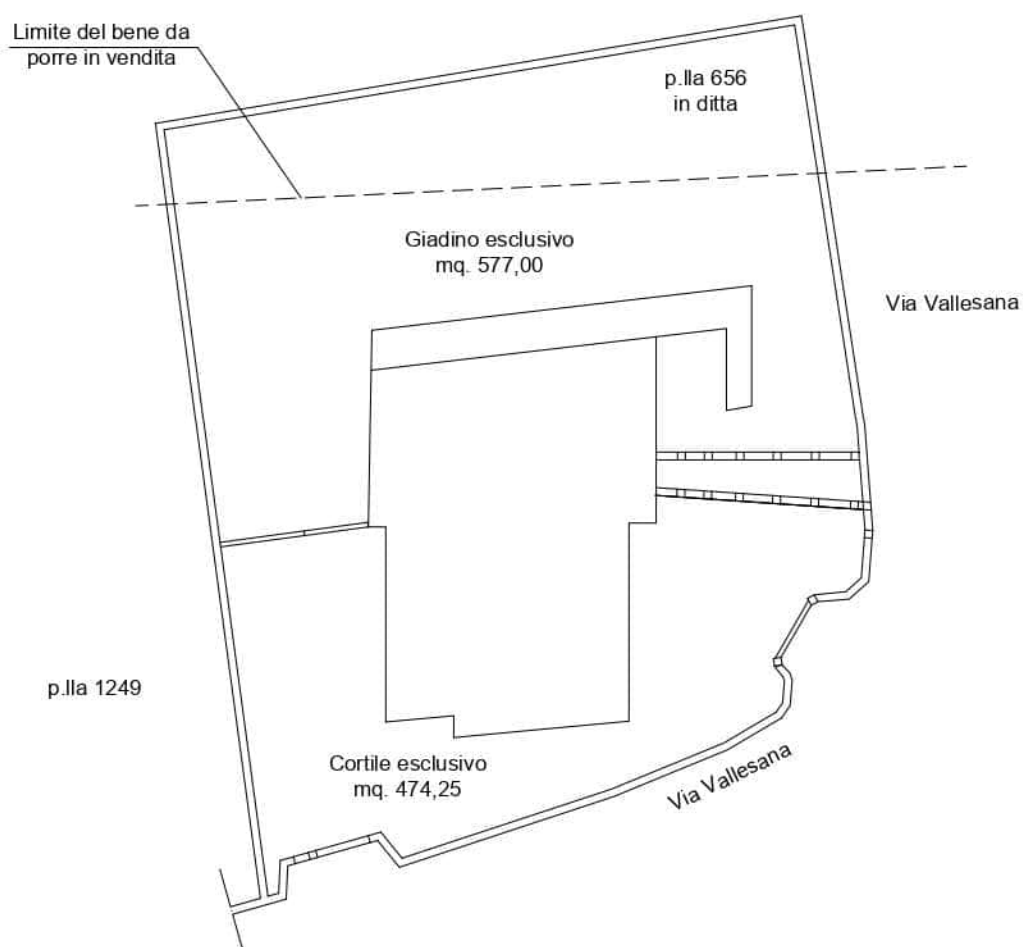 Limite del bene da
porre in vendita
p.lla 656
in ditta
Giadino esclusivo
mq. 577,00
Via Vallesana
p.lla 1249
Cortile esclusivo
mq. 474,25
Via Vallesana